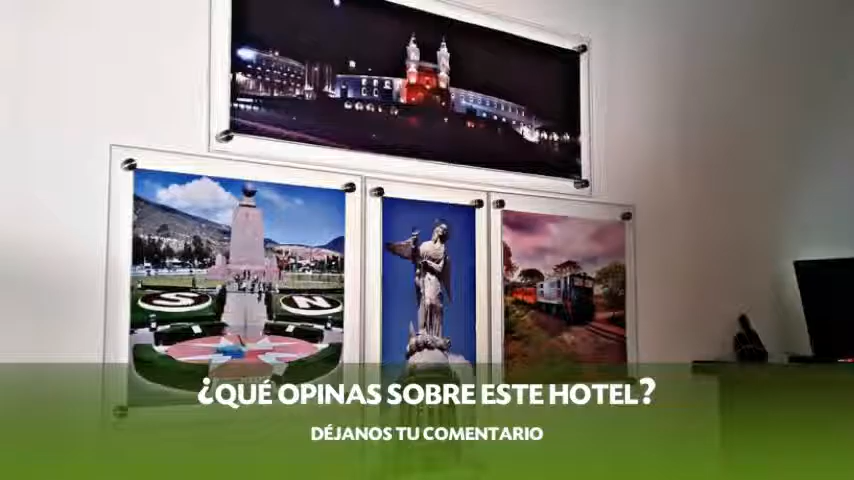 S
N
¿QUÉ OPINAS SOBRE ESTE HOTEL?
DÉJANOS TU COMENTARIO